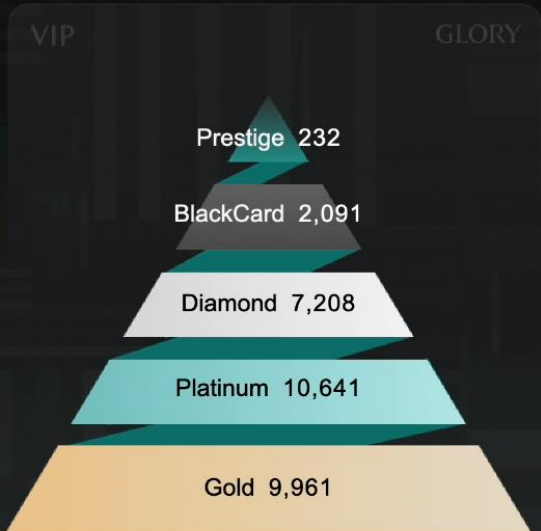 VIP GLORY
Prestige 232
BlackCard 2,091
Diamond 7,208
Platinum 10,641
Gold 9,961